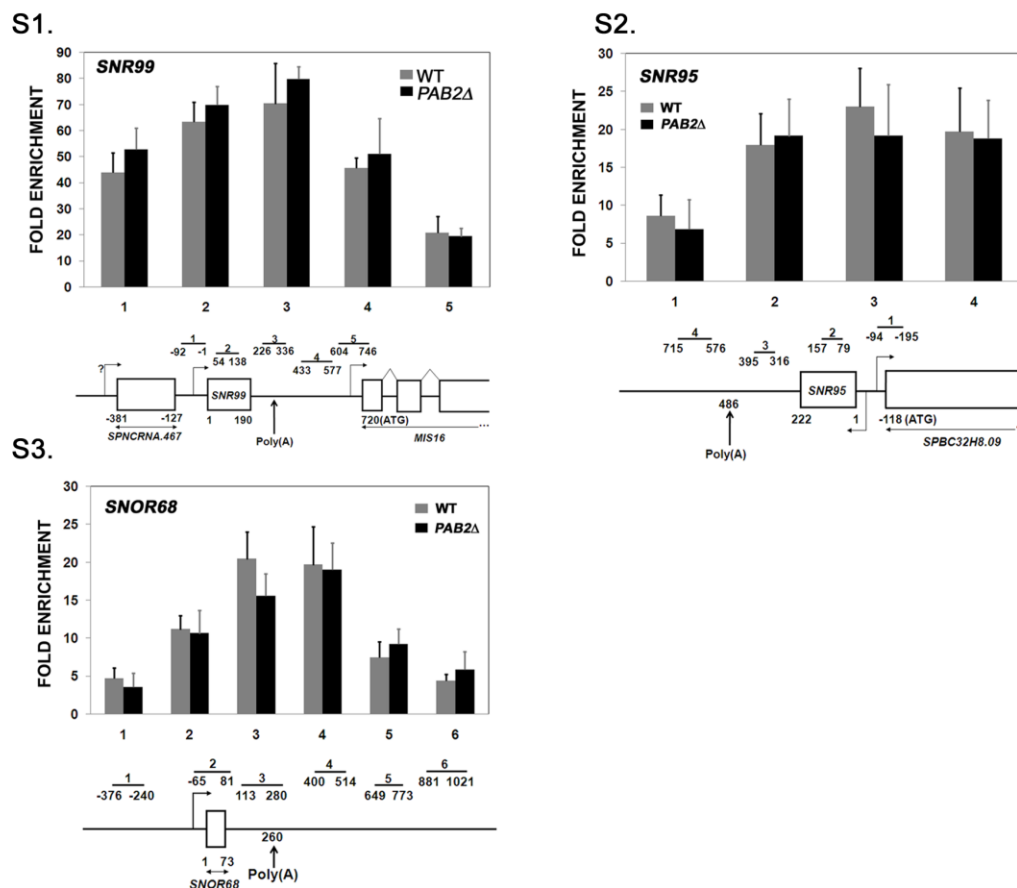 S1.
SNR99
WT
PAB2Δ
FOLD ENRICHMENT
90
80
70
60
50
40
30
20
10
0
1 2 3 4 5
1
-92 -1
2
54 138
3
226 336
4
433 577
5
604 746
?
SNR99
-381 -127
1 190
720(ATG)
...
SPNCRNA.467
Poly(A)
MIS16
S2.
SNR95
WT
PAB2Δ
FOLD ENRICHMENT
30
25
20
15
10
5
0
1 2 3 4
4
715 576
3
395 316
2
157 79
1
-94 -195
SNR95
486
222 1
-118 (ATG)
SPBC32H8.09
Poly(A)
S3.
SNOR68
WT
PAB2Δ
FOLD ENRICHMENT
30
25
20
15
10
5
0
1 2 3 4 5 6
1
-376 -240
2
-65 81
3
113 280
4
400 514
5
649 773
6
881 1021
260
1 73
SNOR68
Poly(A)